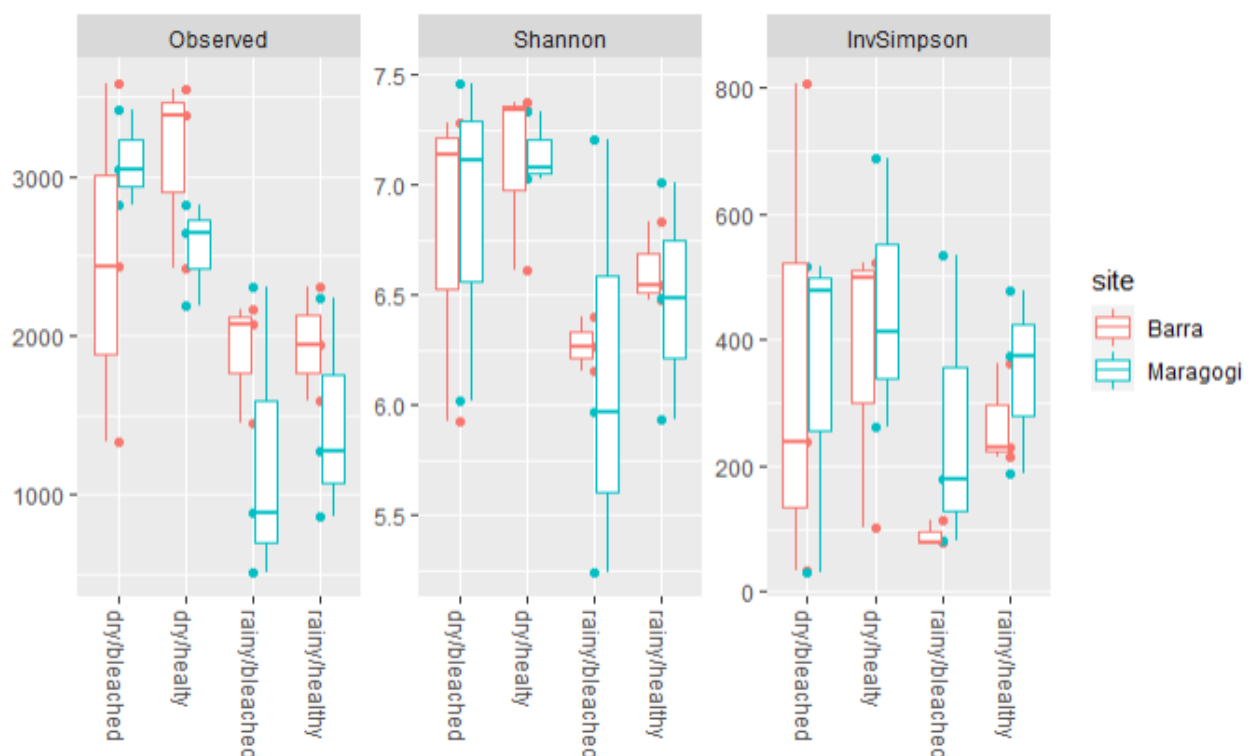 Observed
Shannon
InvSimpson
3000
2000
1000
7.5
7.0
6.5
6.0
5.5
800
600
400
200
0
dry/bleached
dry/healty
rainy/bleached
rainy/healthy
dry/bleached
dry/healty
rainy/bleached
rainy/healthy
dry/bleached
dry/healty
rainy/bleached
rainy/healthy
site
Barra
Maragogi